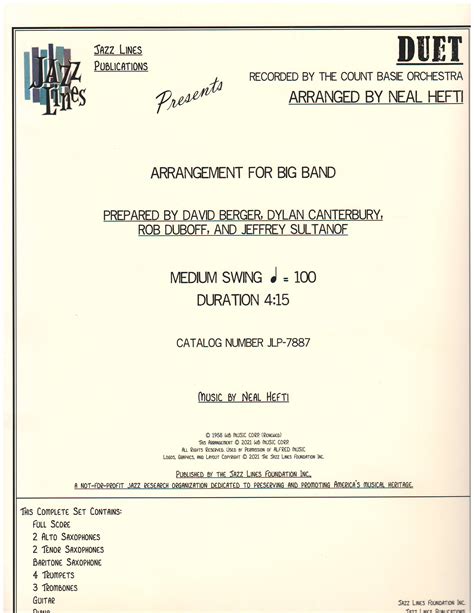 Jazz Lines
Jazz Lines
Publications
Presents
DUET
RECORDED BY THE COUNT BASIE ORCHESTRA
ARRANGED BY NEAL HEFTI
ARRANGEMENT FOR BIG BAND
PREPARED BY DAVID BERGER, DYLAN CANTERBURY,
ROB DUBOFF, AND JEFFREY SULTANOF
MEDIUM SWING ♩ = 100
DURATION 4:15
CATALOG NUMBER JLP-7887
Music by Neal Hefti
© 1958 WB MUSIC CORP. (Renewed)
This Arrangement © 2021 WB MUSIC CORP.
All Rights Reserved. Used by Permission of ALFRED MUSIC
Logos, Graphics, and Layout Copyright © 2021 The Jazz Lines Foundation Inc.
Published by the Jazz Lines Foundation Inc.,
a not-for-profit jazz research organization dedicated to preserving and promoting America's musical heritage.
This Complete Set Contains:
Full Score
2 Alto Saxophones
2 Tenor Saxophones
Baritone Saxophone
4 Trumpets
3 Trombones
Guitar
Piano
Jazz Lines Foundation Inc.
Jazz Lines Publications